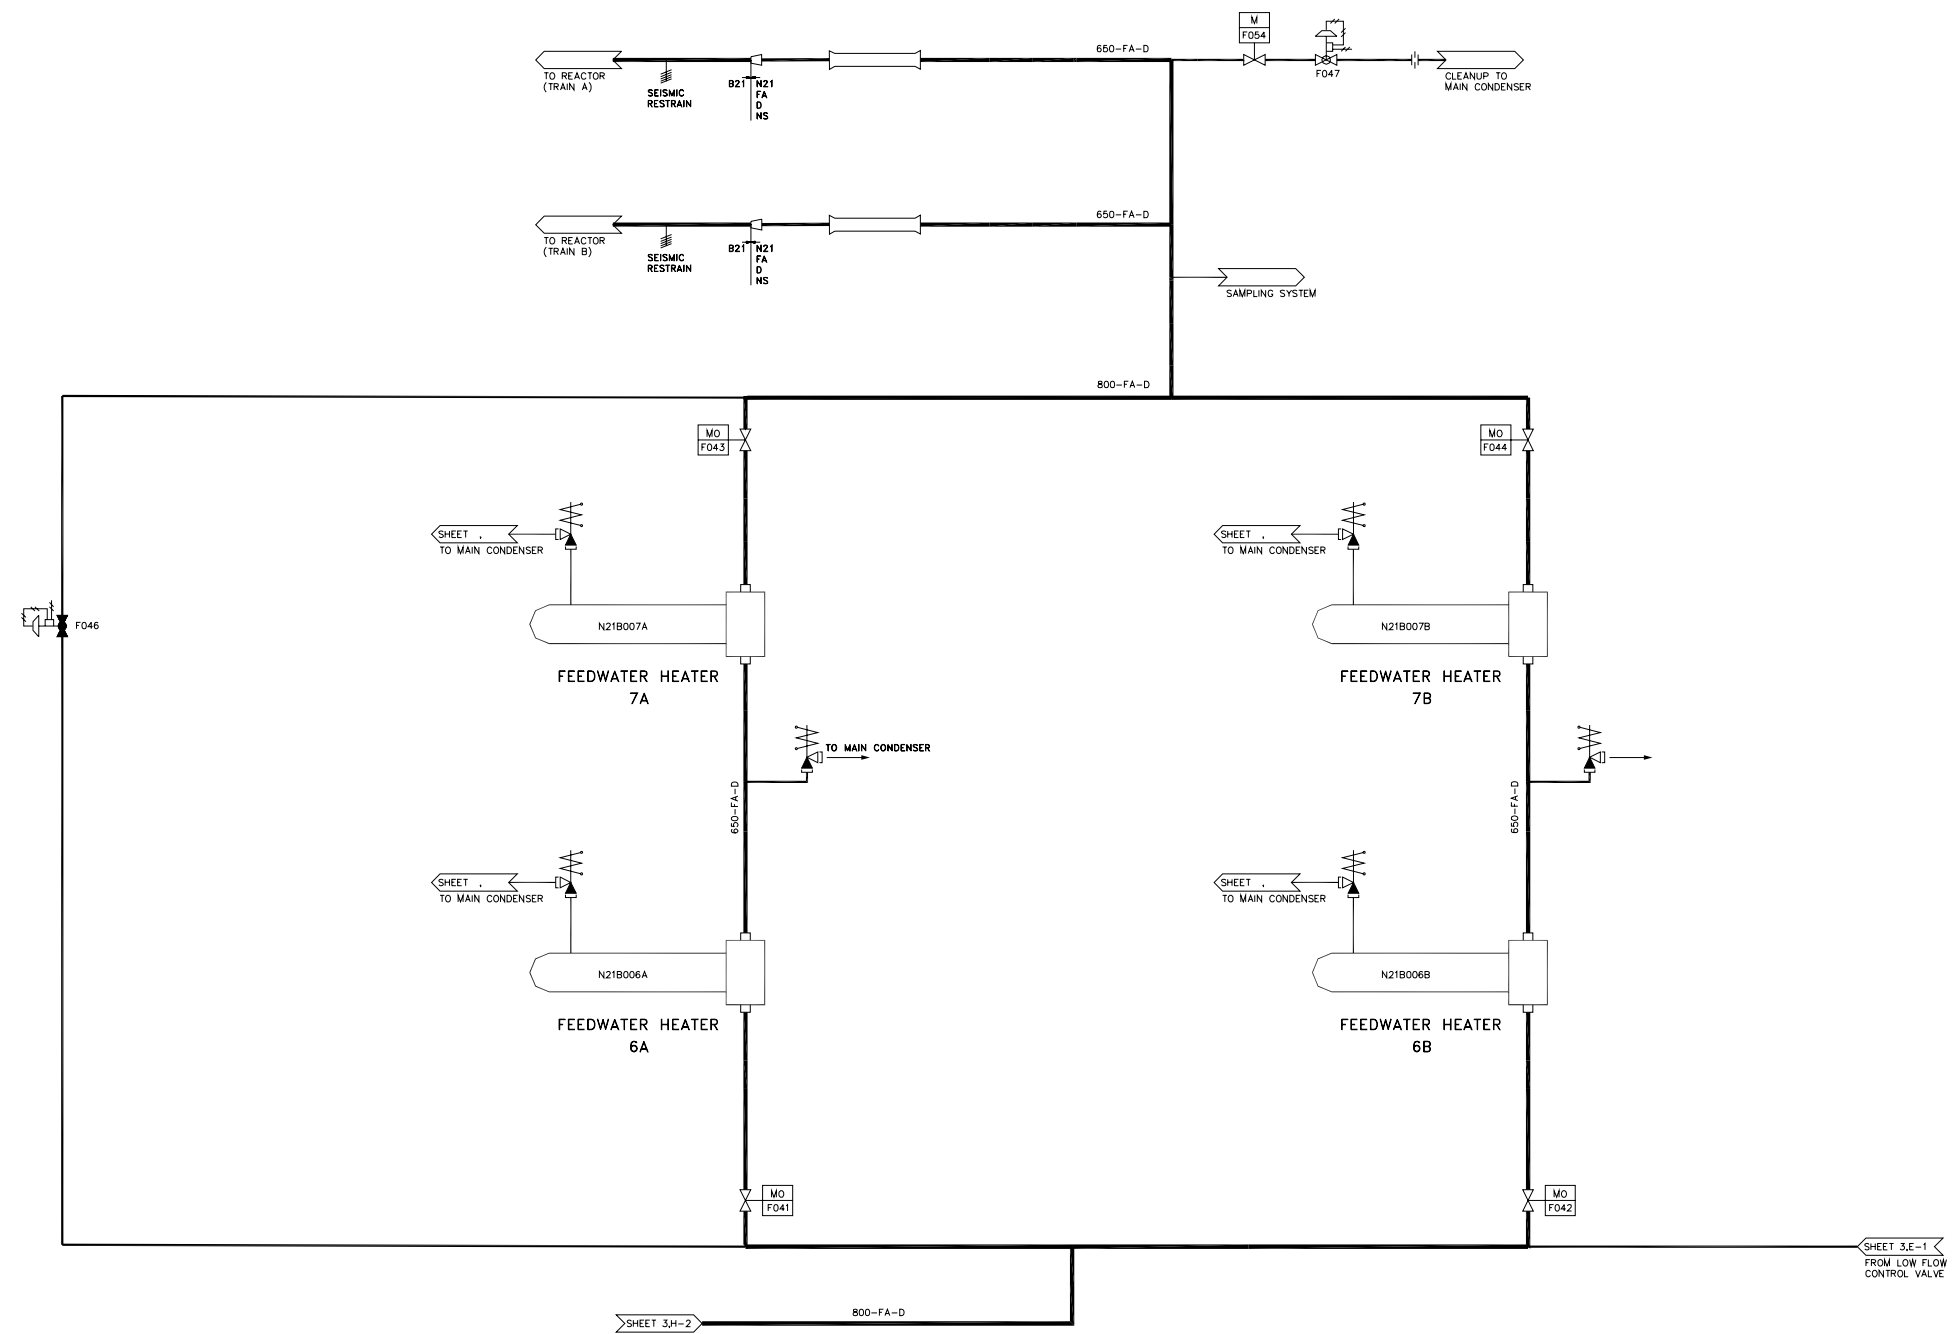 M
F054
650-FA-D
F047
TO REACTOR
(TRAIN A)
SEISMIC
RESTRAIN
B21
N21
FA
D
NS
CLEANUP TO
MAIN CONDENSER
650-FA-D
TO REACTOR
(TRAIN B)
SEISMIC
RESTRAIN
B21
N21
FA
D
NS
SAMPLING SYSTEM
800-FA-D
MO
F043
MO
F044
SHEET ,
TO MAIN CONDENSER
SHEET ,
TO MAIN CONDENSER
F046
N21B007A
N21B007B
FEEDWATER HEATER
7A
FEEDWATER HEATER
7B
TO MAIN CONDENSER
650-FA-D
650-FA-D
SHEET ,
TO MAIN CONDENSER
SHEET ,
TO MAIN CONDENSER
N21B006A
N21B006B
FEEDWATER HEATER
6A
FEEDWATER HEATER
6B
MO
F041
MO
F042
SHEET 3,E-1
FROM LOW FLOW
CONTROL VALVE
800-FA-D
SHEET 3,H-2